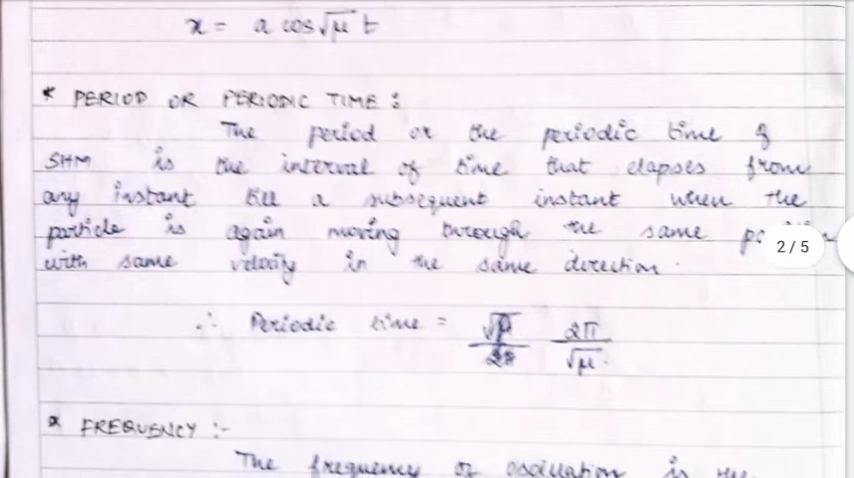 x = a cos√μ t
* PERIOD OR PERIODIC TIME :
The period or the periodic time of
SHM is the interval of time that elapses from
any instant till a subsequent instant when the
particle is again moving through the same
2 / 5
with same velocity in the same direction.
∴ Periodic time = 2π/√μ.
* FREQUENCY :-
The frequency of oscillation is the